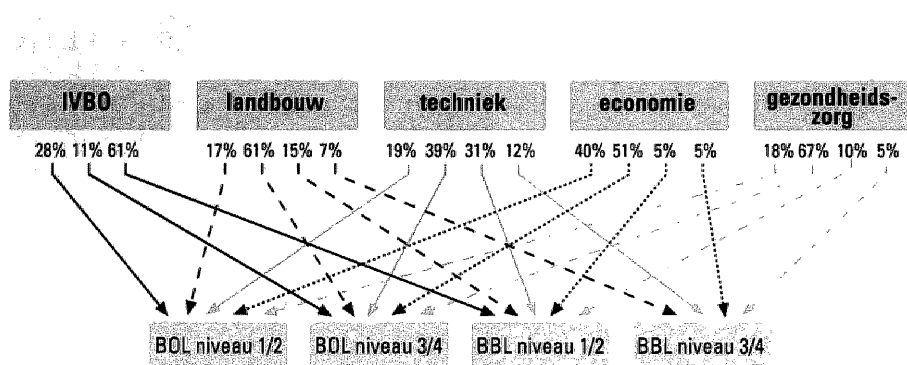 IVBO landbouw techniek economie gezondheids-
zorg
28% 11% 61% 17% 61% 15% 7% 19% 39% 31% 12% 40% 51% 5% 5% 18% 67% 10% 5%
BOL niveau 1/2 BOL niveau 3/4 BBL niveau 1/2 BBL niveau 3/4